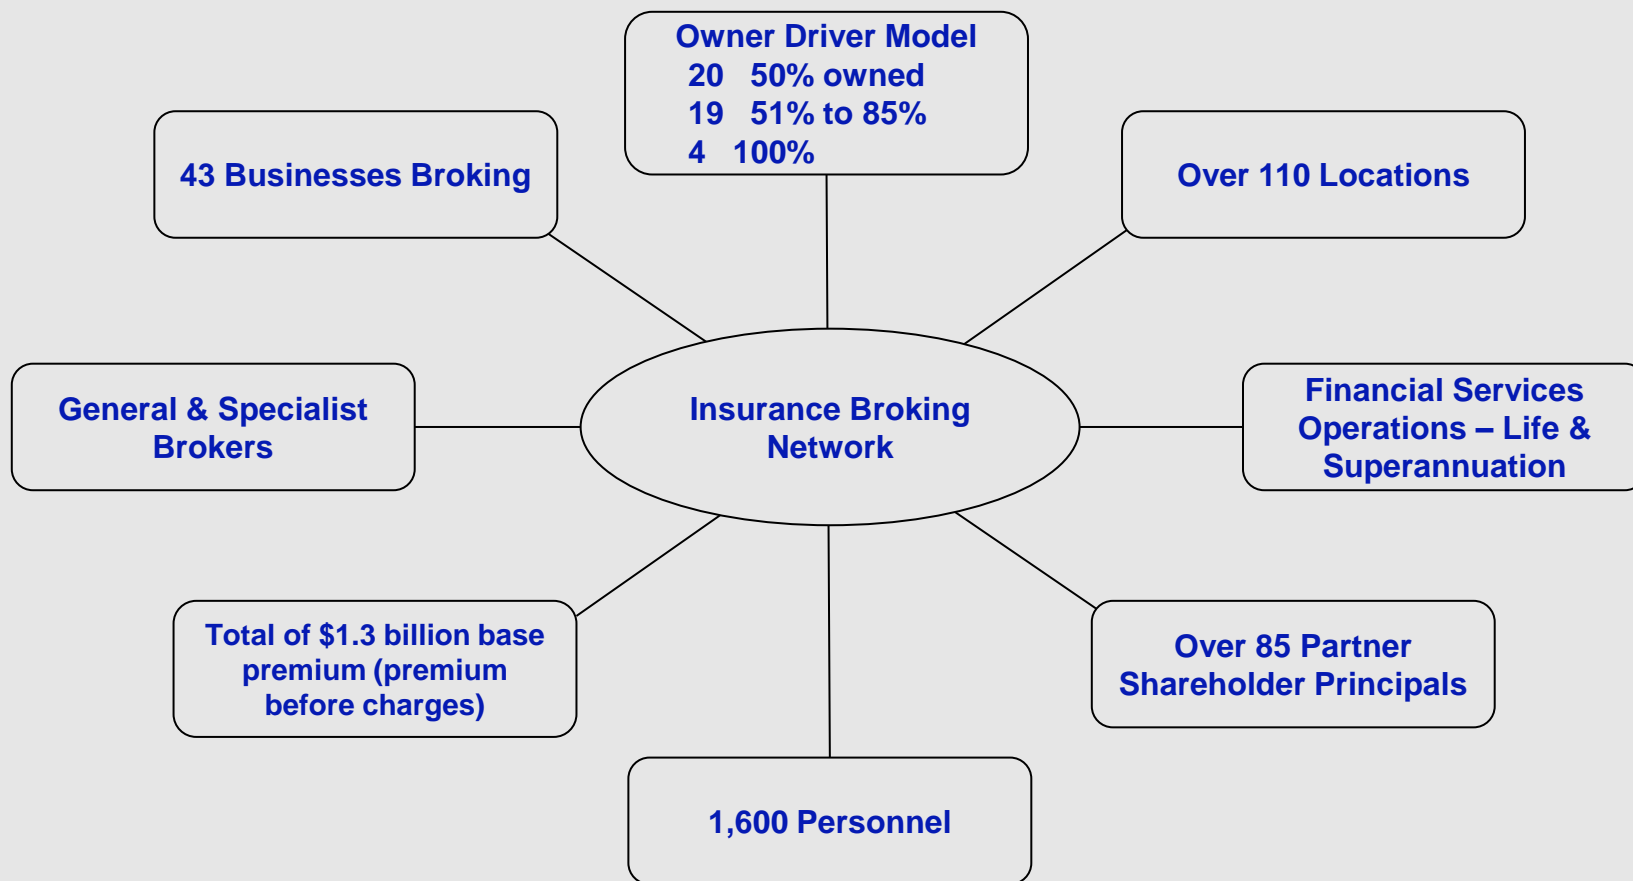 Owner Driver Model
20 50% owned
19 51% to 85%
4 100%
43 Businesses Broking
Over 110 Locations
General & Specialist
Brokers
Insurance Broking
Network
Financial Services
Operations – Life &
Superannuation
Total of $1.3 billion base
premium (premium
before charges)
Over 85 Partner
Shareholder Principals
1,600 Personnel